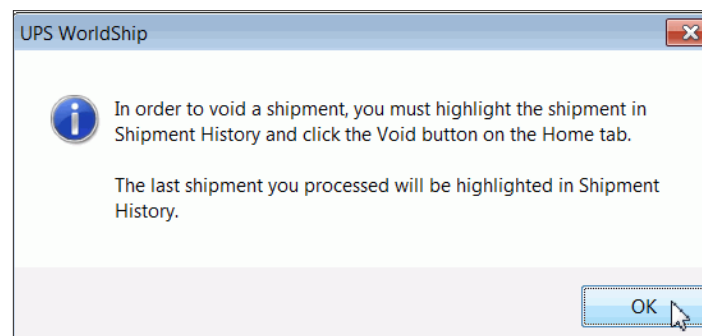 UPS WorldShip
In order to void a shipment, you must highlight the shipment in
Shipment History and click the Void button on the Home tab.
The last shipment you processed will be highlighted in Shipment
History.
OK